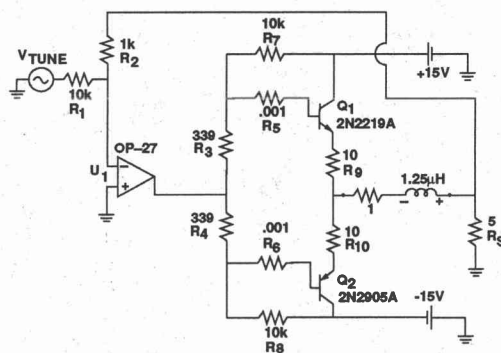 10k
R7
1k
R2
VTUNE
+15V
10k
R1
.001
R5
Q1
2N2219A
OP–27
339
R3
10
R9
1.25μH
U1
–
+
– +
1
5
RS
339
R4
.001
R6
10
R10
Q2
2N2905A
-15V
10k
R8